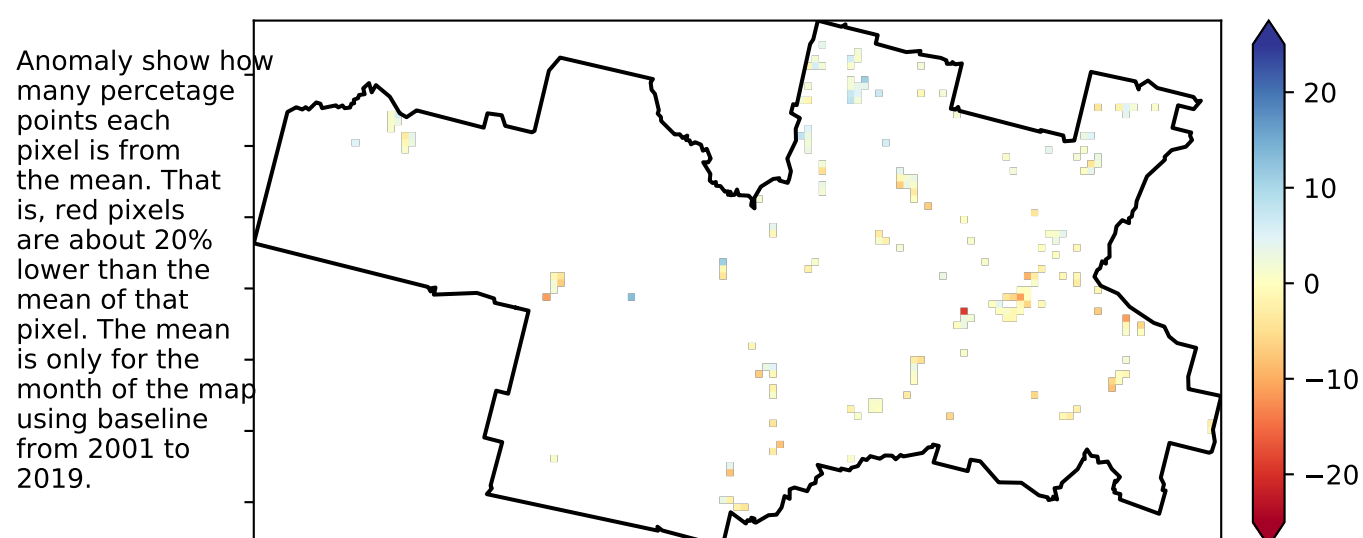 Anomaly show how
many percetage
points each
pixel is from
the mean. That
is, red pixels
are about 20%
lower than the
mean of that
pixel. The mean
is only for the
month of the map
using baseline
from 2001 to
2019.
20
10
0
−10
−20